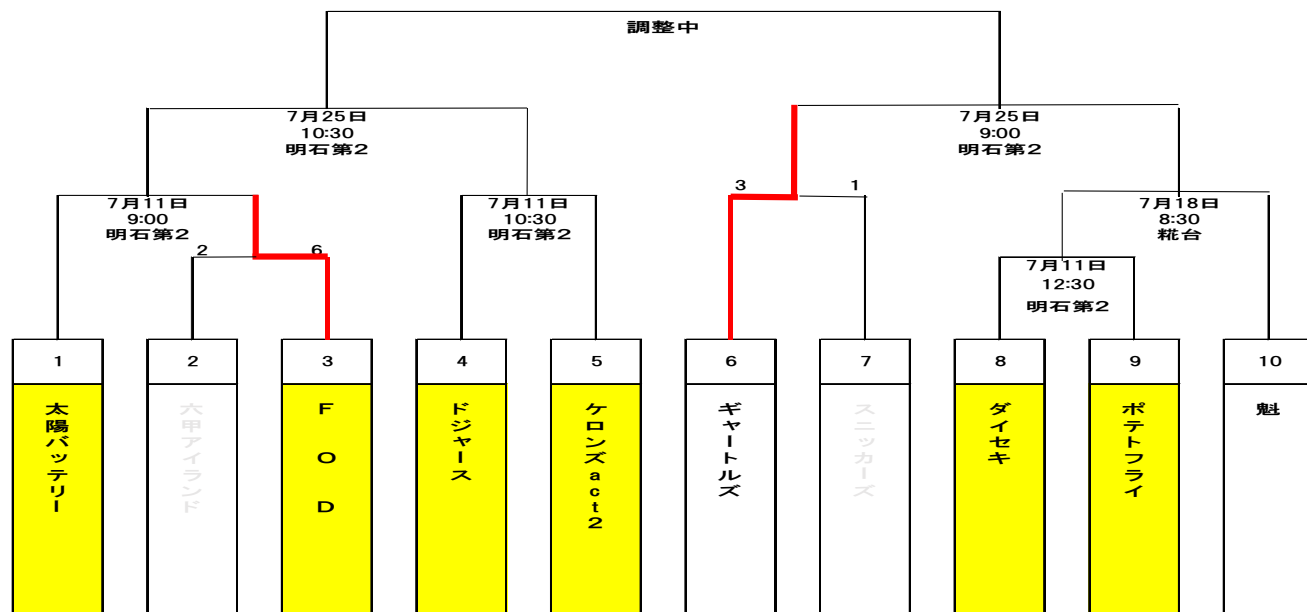 調整中
7月25日
10:30
明石第2
7月25日
9:00
明石第2
3
1
7月11日
9:00
明石第2
7月11日
10:30
明石第2
7月18日
8:30
糀台
2
6
7月11日
12:30
明石第2
1
2
3
4
5
6
7
8
9
10
太陽バッテリー
六甲アイランド
F O D
ドジャース
ケロンズact2
ギャートルズ
スニッカーズ
ダイセキ
ポテトフライ
魁